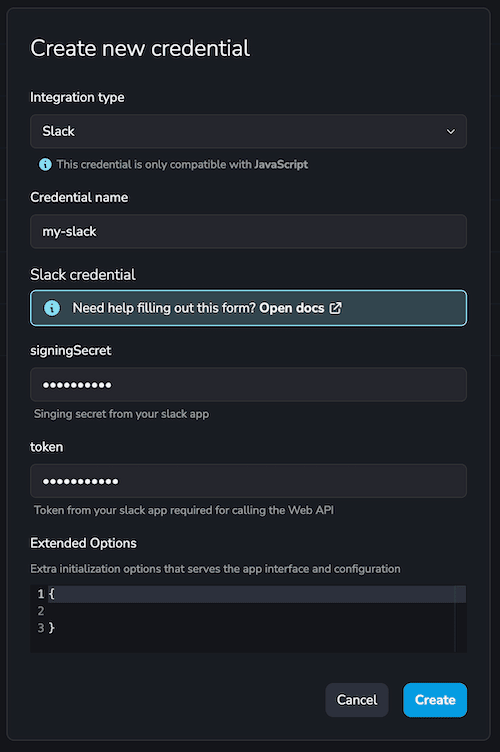 Create new credential
Integration type
Slack
This credential is only compatible with JavaScript
Credential name
my-slack
Slack credential
Need help filling out this form? Open docs
signingSecret
••••••••••
Singing secret from your slack app
token
•••••••••••
Token from your slack app required for calling the Web API
Extended Options
Extra initialization options that serves the app interface and configuration
1 {
2
3 }
Cancel Create